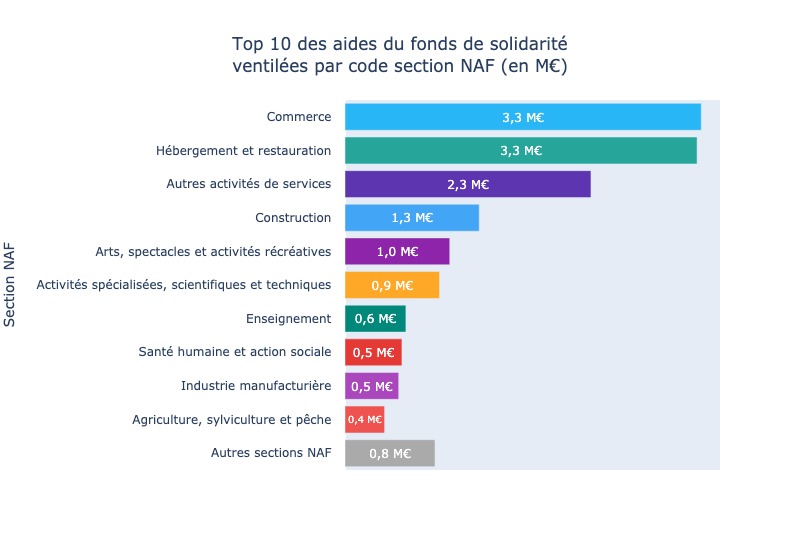 Top 10 des aides du fonds de solidarité
ventilées par code section NAF (en M€)
Section NAF
Commerce 3,3 M€
Hébergement et restauration 3,3 M€
Autres activités de services 2,3 M€
Construction 1,3 M€
Arts, spectacles et activités récréatives 1,0 M€
Activités spécialisées, scientifiques et techniques 0,9 M€
Enseignement 0,6 M€
Santé humaine et action sociale 0,5 M€
Industrie manufacturière 0,5 M€
Agriculture, sylviculture et pêche 0,4 M€
Autres sections NAF 0,8 M€